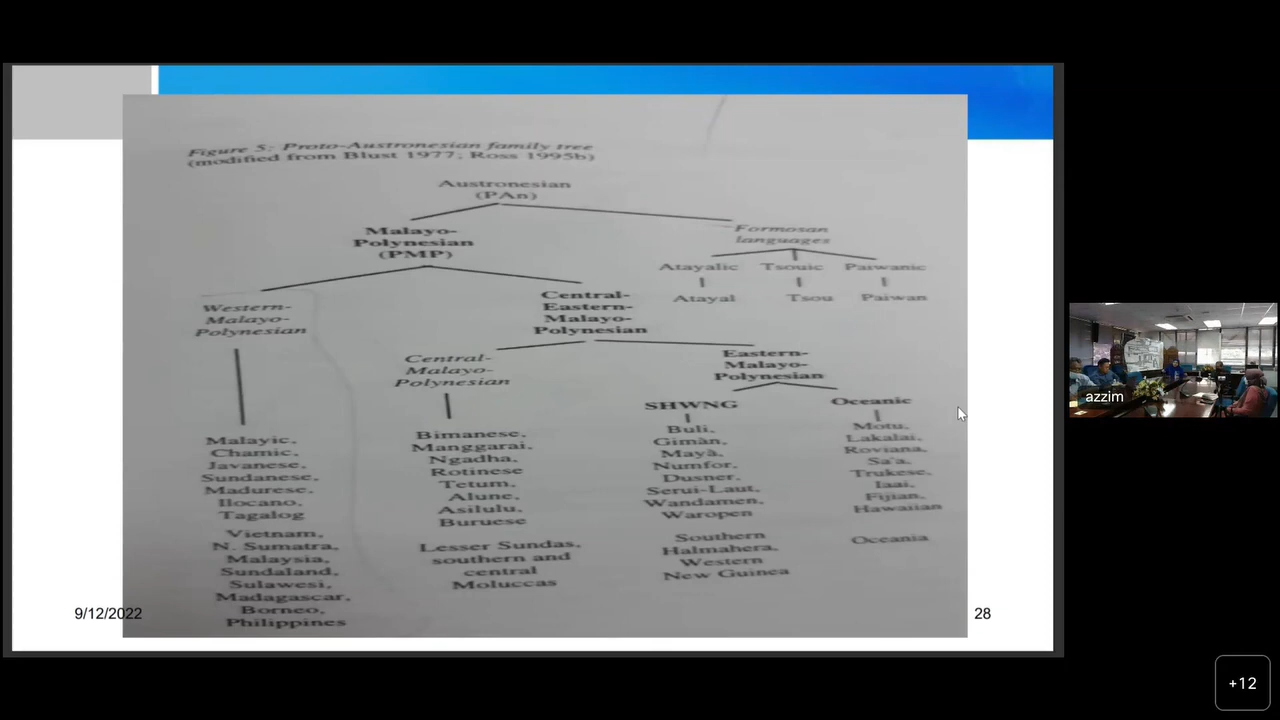 Figure 5: Proto-Austronesian family tree
(modified from Blust 1977; Ross 1995b)
Austronesian
(PAn)
Malayo-
Polynesian
(PMP)
Formosan
languages
Atayalic Tsouic Paiwanic
Atayal Tsou Paiwan
Western-
Malayo-
Polynesian
Central-
Eastern-
Malayo-
Polynesian
Central-
Malayo-
Polynesian
Eastern-
Malayo-
Polynesian
SHWNG
Oceanic
Malayic,
Chamic,
Javanese,
Sundanese,
Madurese,
Ilocano,
Tagalog
Vietnam,
N. Sumatra,
Malaysia,
Sundaland,
Sulawesi,
Madagascar,
Borneo,
Philippines
Bimanese,
Manggarai,
Ngadha,
Rotinese
Tetum,
Alune,
Asilulu,
Buruese
Lesser Sundas,
southern and
central
Moluccas
Buli,
Gimàn,
Mayà,
Numfor,
Dusner,
Serui-Laut,
Wandamen,
Waropen
Southern
Halmahera,
Western
New Guinea
Motu,
Lakalai,
Roviana,
Sa'a,
Trukese,
Iaai,
Fijian,
Hawaiian
Oceania
9/12/2022
28
azzim
+12